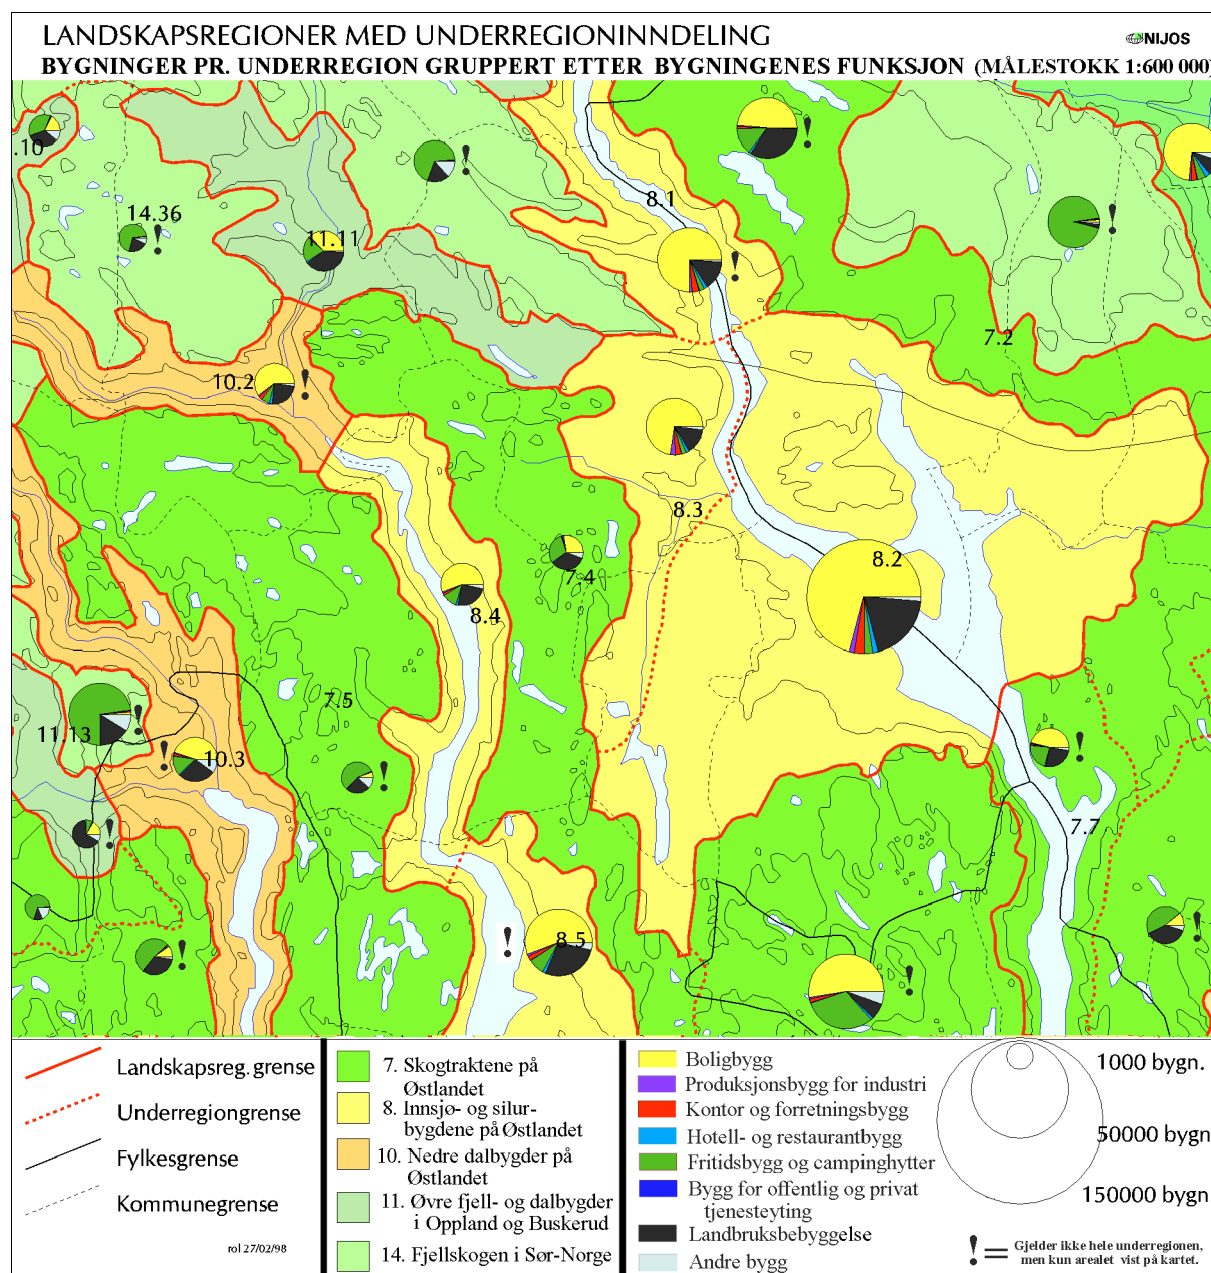 LANDSKAPSREGIONER MED UNDERREGIONINNDELING
NIJOS
BYGNINGER PR. UNDERREGION GRUPPERT ETTER BYGNINGENES FUNKSJON (MÅLESTOKK 1:600 000)
.10
14.36
!
11.11
!
8.1
!
!
!
7.2
10.2
!
8.3
8.2
7.4
8.4
7.5
11.13
!
!
10.3
!
!
!
7.7
!
!
8.5
!
!
!
Landskapsreg. grense
Underregiongrense
Fylkesgrense
Kommunegrense
rol 27/02/98
7. Skogtraktene på
Østlandet
8. Innsjø- og silur-
bygdene på Østlandet
10. Nedre dalbygder på
Østlandet
11. Øvre fjell- og dalbygder
i Oppland og Buskerud
14. Fjellskogen i Sør-Norge
Boligbygg
Produksjonsbygg for industri
Kontor og forretningsbygg
Hotell- og restaurantbygg
Fritidsbygg og campinghytter
Bygg for offentlig og privat
tjenesteyting
Landbruksbebyggelse
Andre bygg
1000 bygn.
50000 bygn
150000 bygn
! = Gjelder ikke hele underregionen,
men kun arealet vist på kartet.